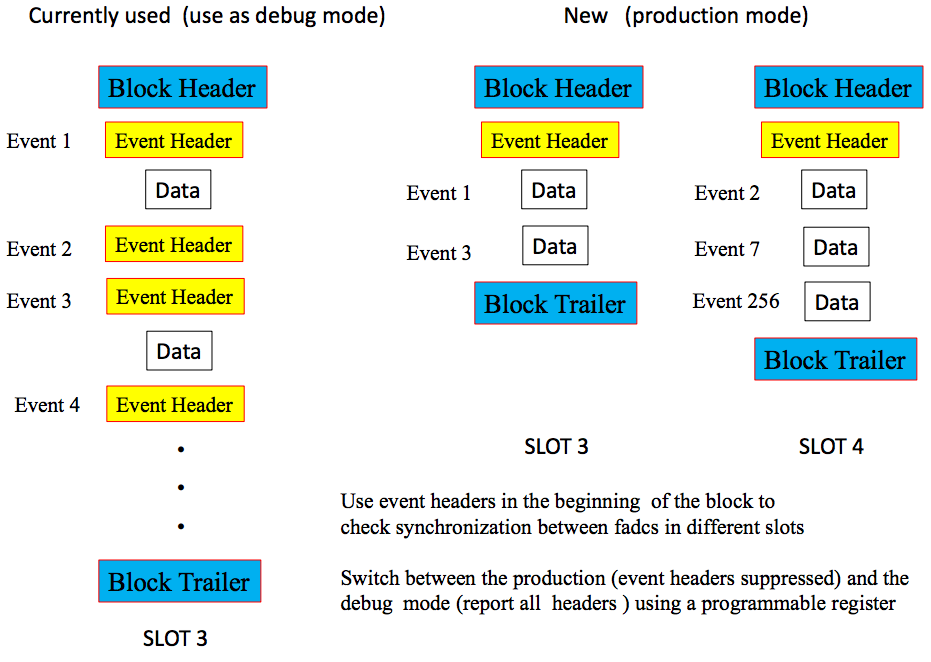 Currently used (use as debug mode)
Block Header
Event 1
Event Header
Data
Event 2
Event Header
Event 3
Event Header
Data
Event 4
Event Header
Block Trailer
SLOT 3
New (production mode)
Block Header
Event Header
Event 1
Data
Event 3
Data
Block Trailer
SLOT 3
Block Header
Event Header
Event 2
Data
Event 7
Data
Event 256
Data
Block Trailer
SLOT 4
Use event headers in the beginning of the block to
check synchronization between fadcs in different slots
Switch between the production (event headers suppressed) and the
debug mode (report all headers ) using a programmable register